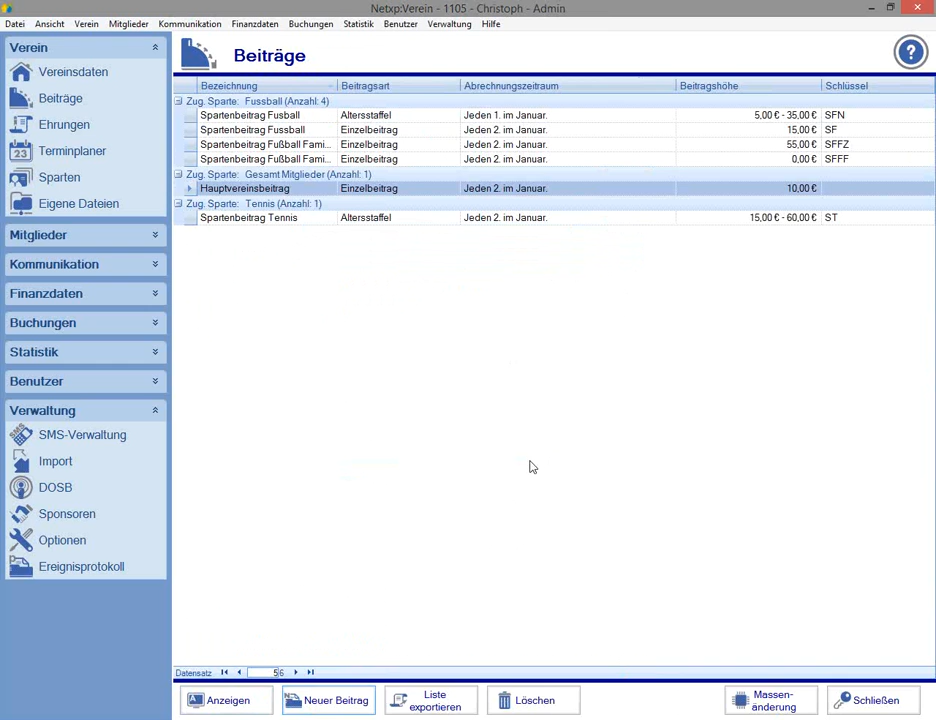 Netxp:Verein - 1105 - Christoph - Admin
Datei Ansicht Verein Mitglieder Kommunikation Finanzdaten Buchungen Statistik Benutzer Verwaltung Hilfe
Verein
Vereinsdaten
Beiträge
Ehrungen
23 Terminplaner
Sparten
Eigene Dateien
Mitglieder
Kommunikation
Finanzdaten
Buchungen
Statistik
Benutzer
Verwaltung
SMS SMS-Verwaltung
Import
DOSB
Sponsoren
Optionen
Ereignisprotokoll
Beiträge
?
Bezeichnung Beitragsart Abrechnungszeitraum Beitragshöhe Schlüssel
Zug. Sparte: Fussball (Anzahl: 4)
Spartenbeitrag Fusball Altersstaffel Jeden 1. im Januar. 5,00 € - 35,00 € SFN
Spartenbeitrag Fussball Einzelbeitrag Jeden 2. im Januar. 15,00 € SF
Spartenbeitrag Fußball Fami... Einzelbeitrag Jeden 2. im Januar. 55,00 € SFFZ
Spartenbeitrag Fußball Fami... Einzelbeitrag Jeden 2. im Januar. 0,00 € SFFF
Zug. Sparte: Gesamt Mitglieder (Anzahl: 1)
Hauptvereinsbeitrag Einzelbeitrag Jeden 2. im Januar. 10,00 €
Zug. Sparte: Tennis (Anzahl: 1)
Spartenbeitrag Tennis Altersstaffel Jeden 2. im Januar. 15,00 € - 60,00 € ST
Datensatz 5/6
Anzeigen
Neuer Beitrag
Liste
exportieren
Löschen
Massen-
änderung
Schließen